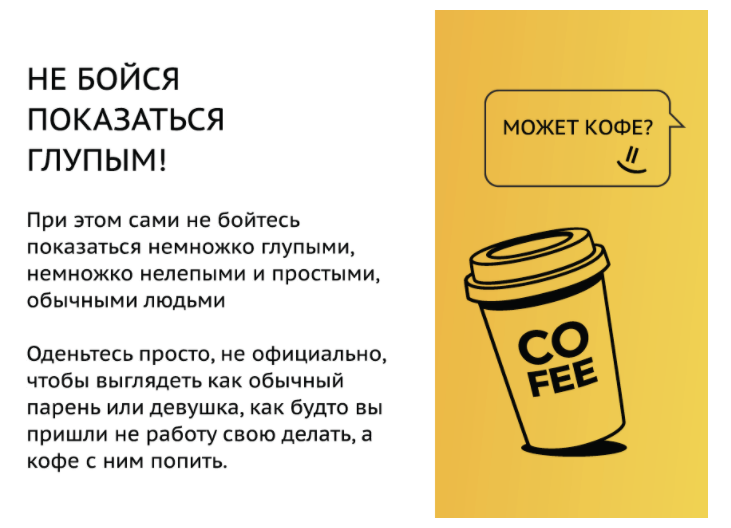 НЕ БОЙСЯ
ПОКАЗАТЬСЯ
ГЛУПЫМ!
При этом сами не бойтесь
показаться немножко глупыми,
немножко нелепыми и простыми,
обычными людьми
Оденьтесь просто, не официально,
чтобы выглядеть как обычный
парень или девушка, как будто вы
пришли не работу свою делать, а
кофе с ним попить.
МОЖЕТ КОФЕ?
CO
FEE